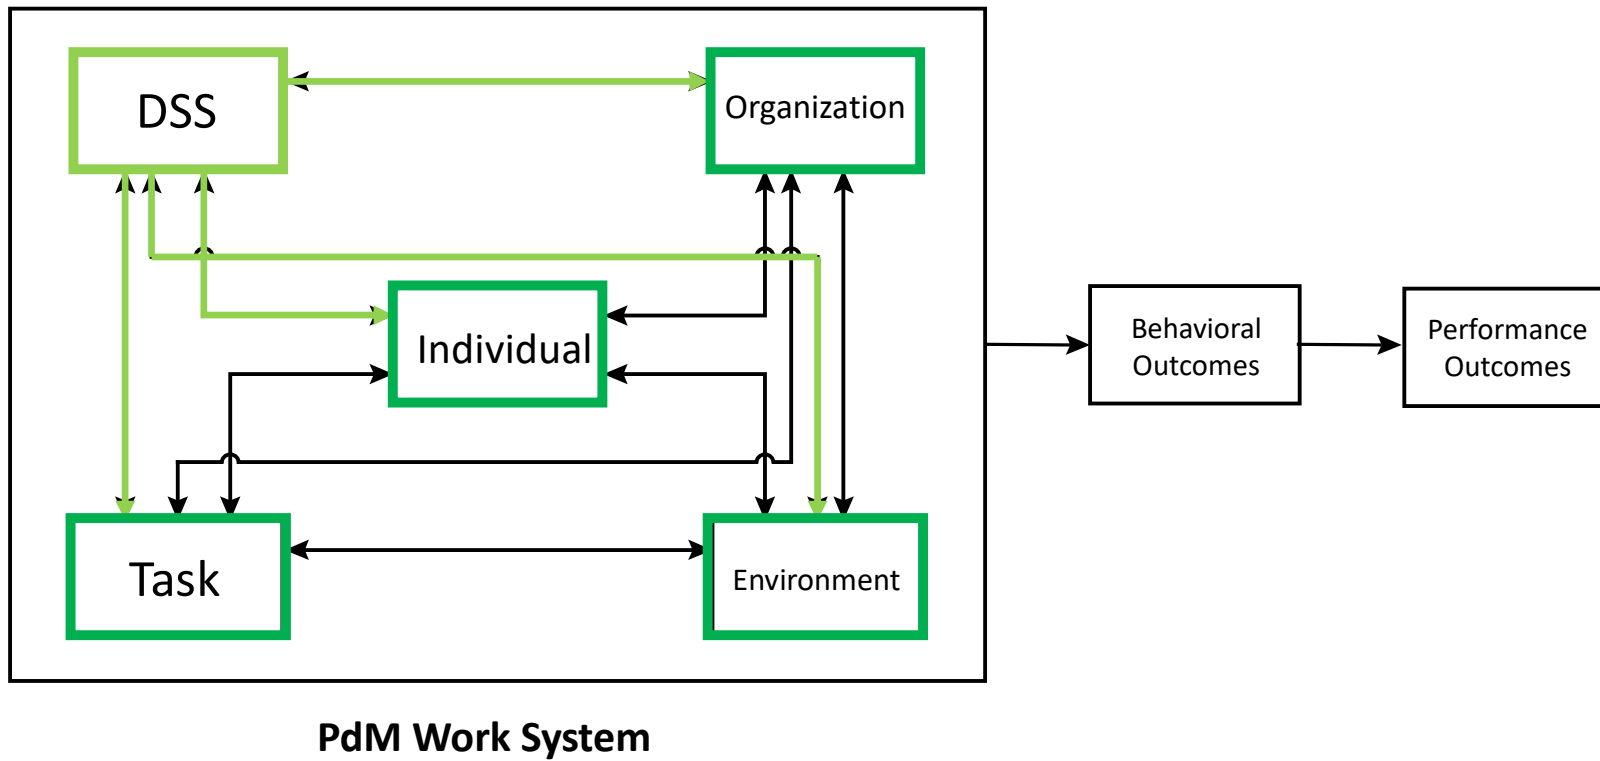 DSS
Organization
Individual
Behavioral
Outcomes
Performance
Outcomes
Task
Environment
PdM Work System